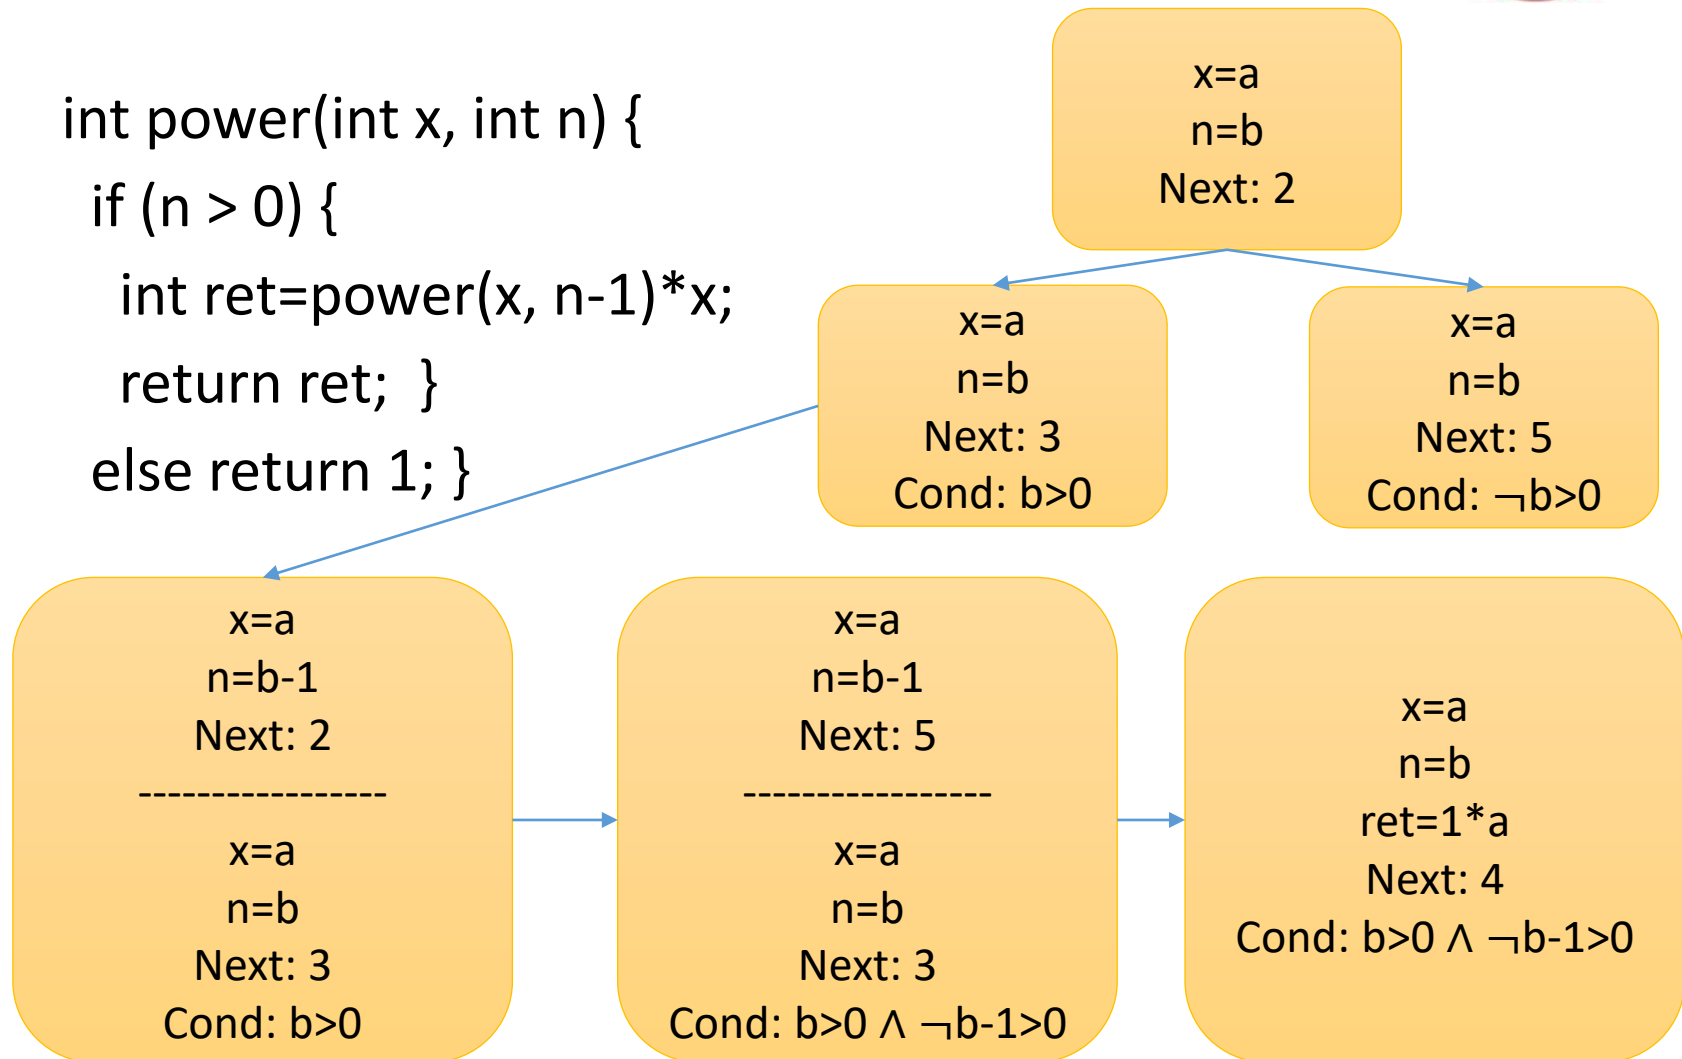 int power(int x, int n) {
if (n > 0) {
int ret=power(x, n-1)*x;
return ret; }
else return 1; }
x=a
n=b
Next: 2
x=a
n=b
Next: 3
Cond: b>0
x=a
n=b
Next: 5
Cond: ¬b>0
x=a
n=b-1
Next: 2
-----------------
x=a
n=b
Next: 3
Cond: b>0
x=a
n=b-1
Next: 5
-----------------
x=a
n=b
Next: 3
Cond: b>0 ∧ ¬b-1>0
x=a
n=b
ret=1*a
Next: 4
Cond: b>0 ∧ ¬b-1>0